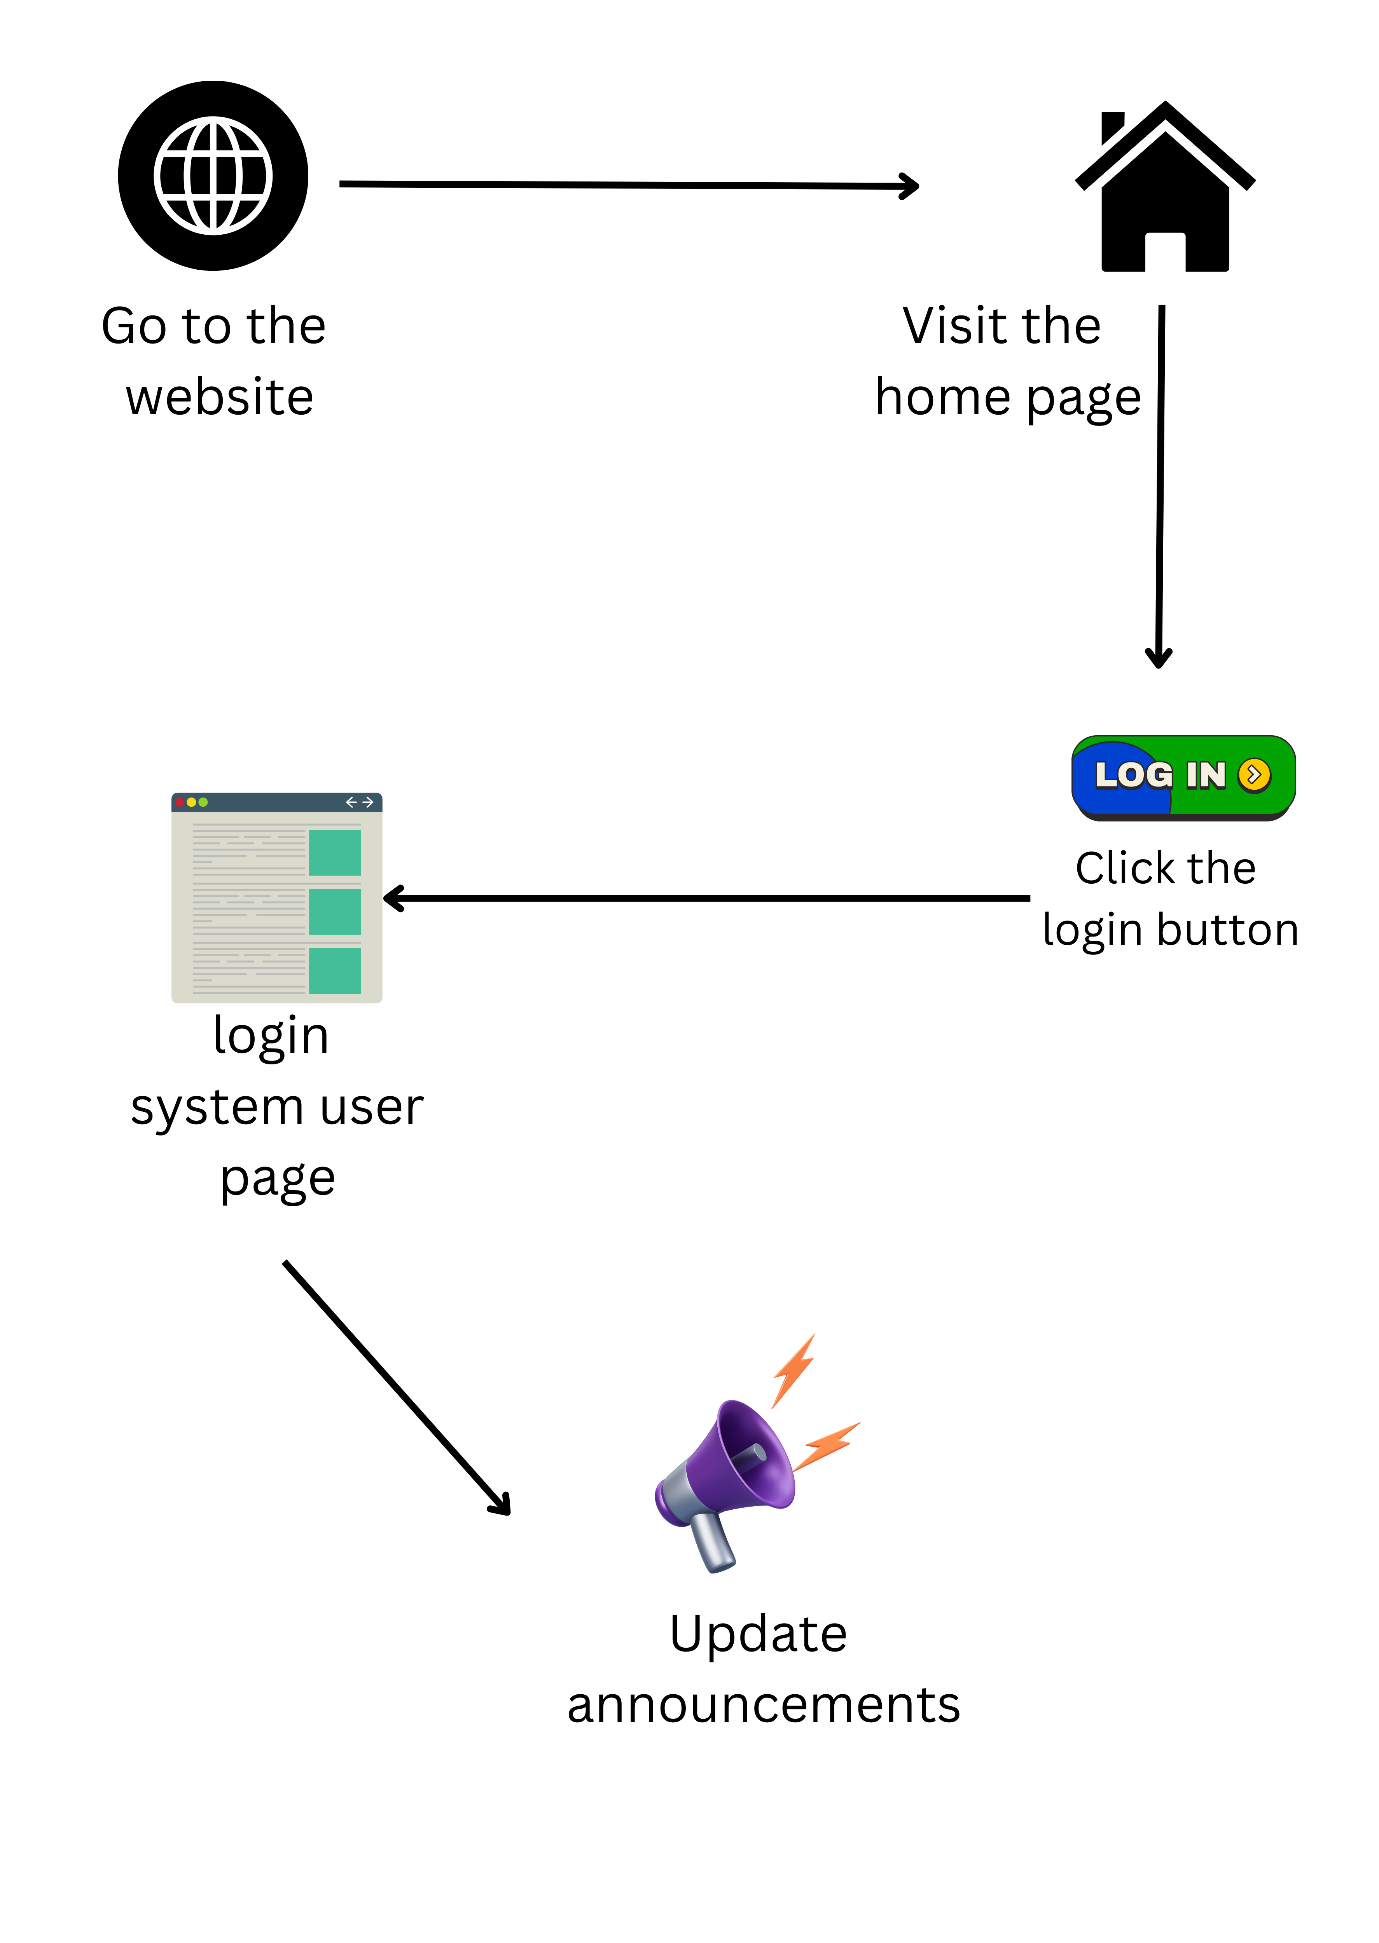 Go to the
website
Visit the
home page
LOG IN
Click the
login button
login
system user
page
Update
announcements